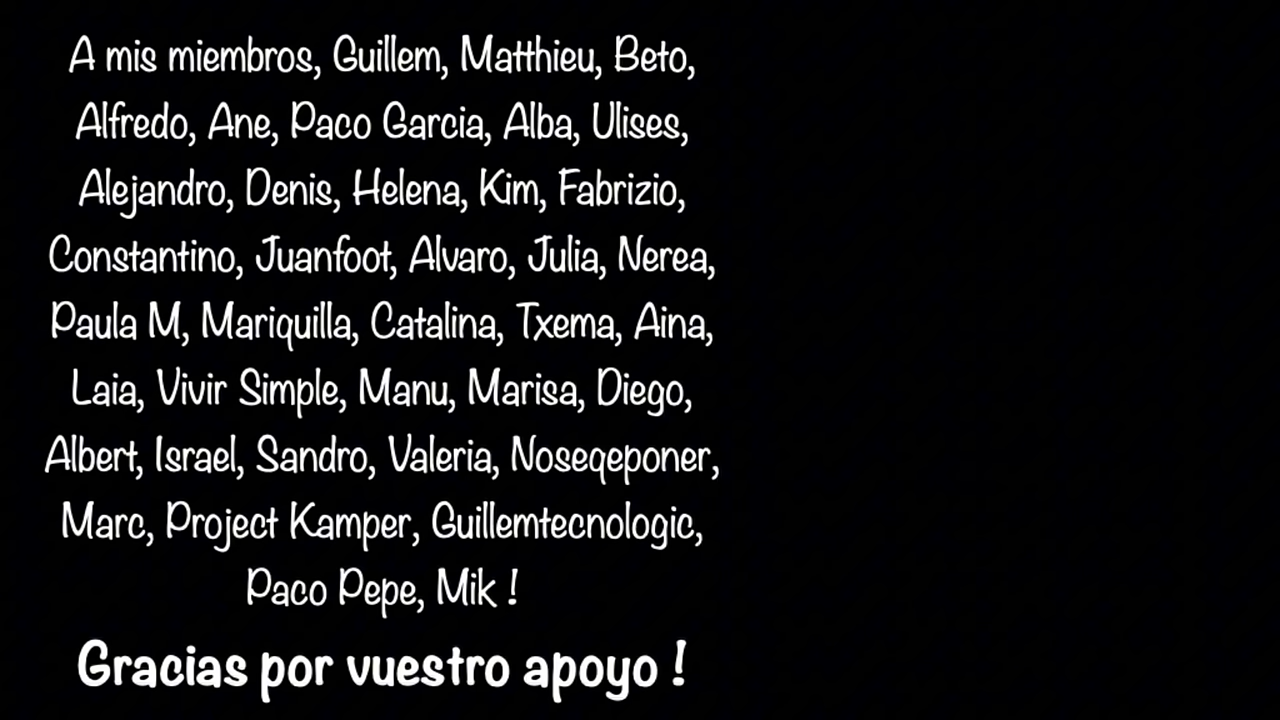 A mis miembros, Guillem, Matthieu, Beto,
Alfredo, Ane, Paco Garcia, Alba, Ulises,
Alejandro, Denis, Helena, Kim, Fabrizio,
Constantino, Juanfoot, Alvaro, Julia, Nerea,
Paula M, Mariquilla, Catalina, Txema, Aina,
Laia, Vivir Simple, Manu, Marisa, Diego,
Albert, Israel, Sandro, Valeria, Noseqeponer,
Marc, Project Kamper, Guillemtecnologic,
Paco Pepe, Mik !
Gracias por vuestro apoyo !